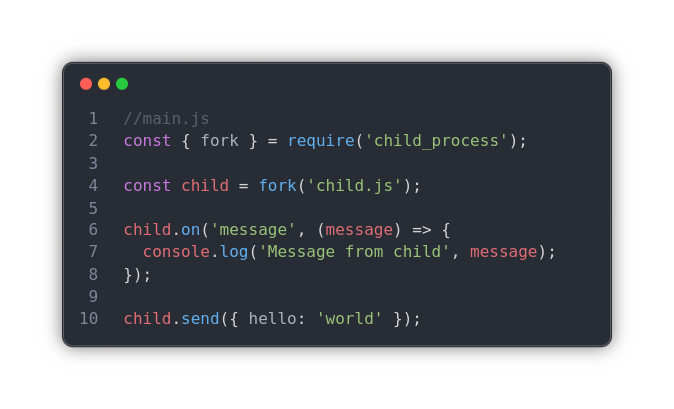 1 //main.js
2 const { fork } = require('child_process');
3
4 const child = fork('child.js');
5
6 child.on('message', (message) => {
7   console.log('Message from child', message);
8 });
9
10 child.send({ hello: 'world' });